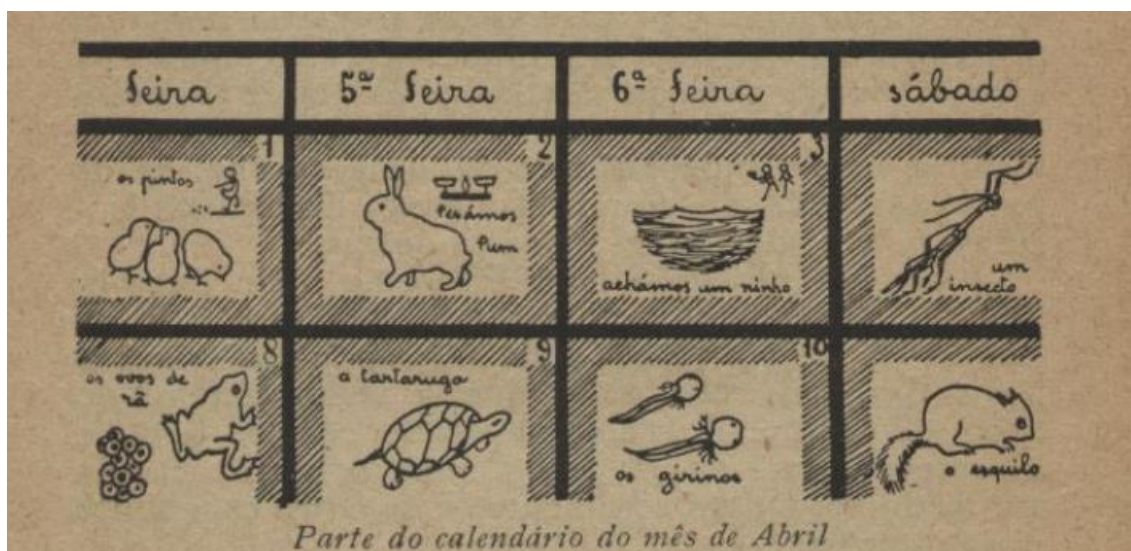 feira 5ª feira 6ª feira sábado
1 2 3
os pintos
Pesámos
Pum
achámos um ninho
um
insecto
8 9 10
os ovos de
rã
a tartaruga
os girinos
o esquilo
Parte do calendário do mês de Abril